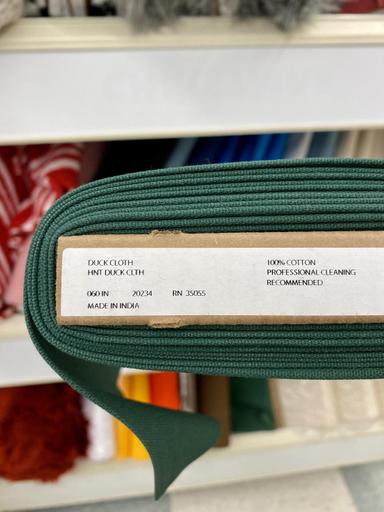 DUCK CLOTH
HNT DUCK CLTH
060 IN 20234 RN 35055
MADE IN INDIA
100% COTTON
PROFESSIONAL CLEANING
RECOMMENDED